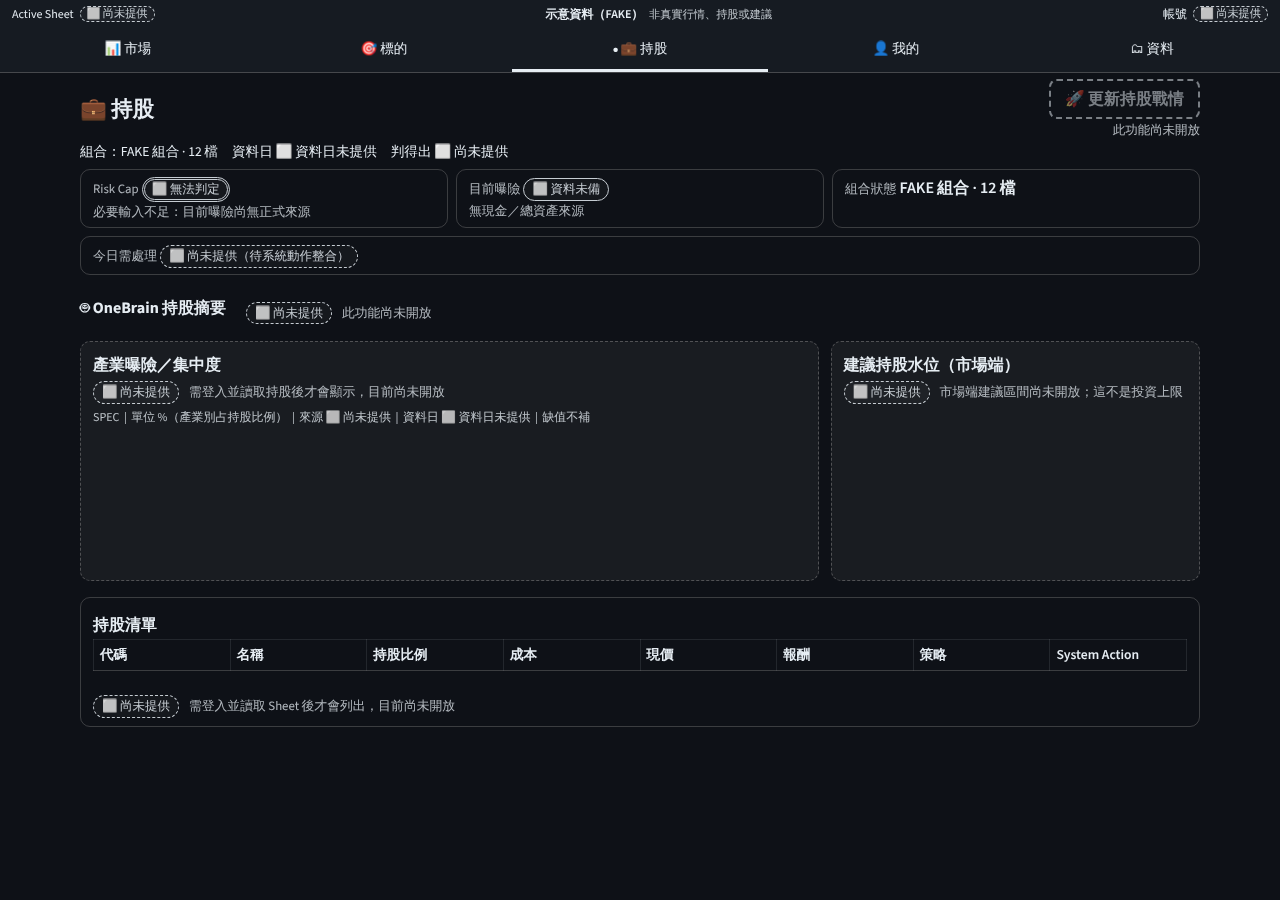 Active Sheet ⬜ 尚未提供 示意資料（FAKE） 非真實行情、持股或建議 帳號 ⬜ 尚未提供
📊 市場 🎯 標的 • 💼 持股 👤 我的 🗂 資料
💼 持股
🚀 更新持股戰情
此功能尚未開放
組合：FAKE 組合 · 12 檔 資料日 ⬜ 資料日未提供 判得出 ⬜ 尚未提供
Risk Cap ⬜ 無法判定
必要輸入不足：目前曝險尚無正式來源
目前曝險 ⬜ 資料未備
無現金／總資產來源
組合狀態 FAKE 組合 · 12 檔
今日需處理 ⬜ 尚未提供（待系統動作整合）
OneBrain 持股摘要 ⬜ 尚未提供 此功能尚未開放
產業曝險／集中度
⬜ 尚未提供 需登入並讀取持股後才會顯示，目前尚未開放
SPEC｜單位 %（產業別占持股比例）｜來源 ⬜ 尚未提供｜資料日 ⬜ 資料日未提供｜缺值不補
建議持股水位（市場端）
⬜ 尚未提供 市場端建議區間尚未開放；這不是投資上限
持股清單
代碼 名稱 持股比例 成本 現價 報酬 策略 System Action
⬜ 尚未提供 需登入並讀取 Sheet 後才會列出，目前尚未開放